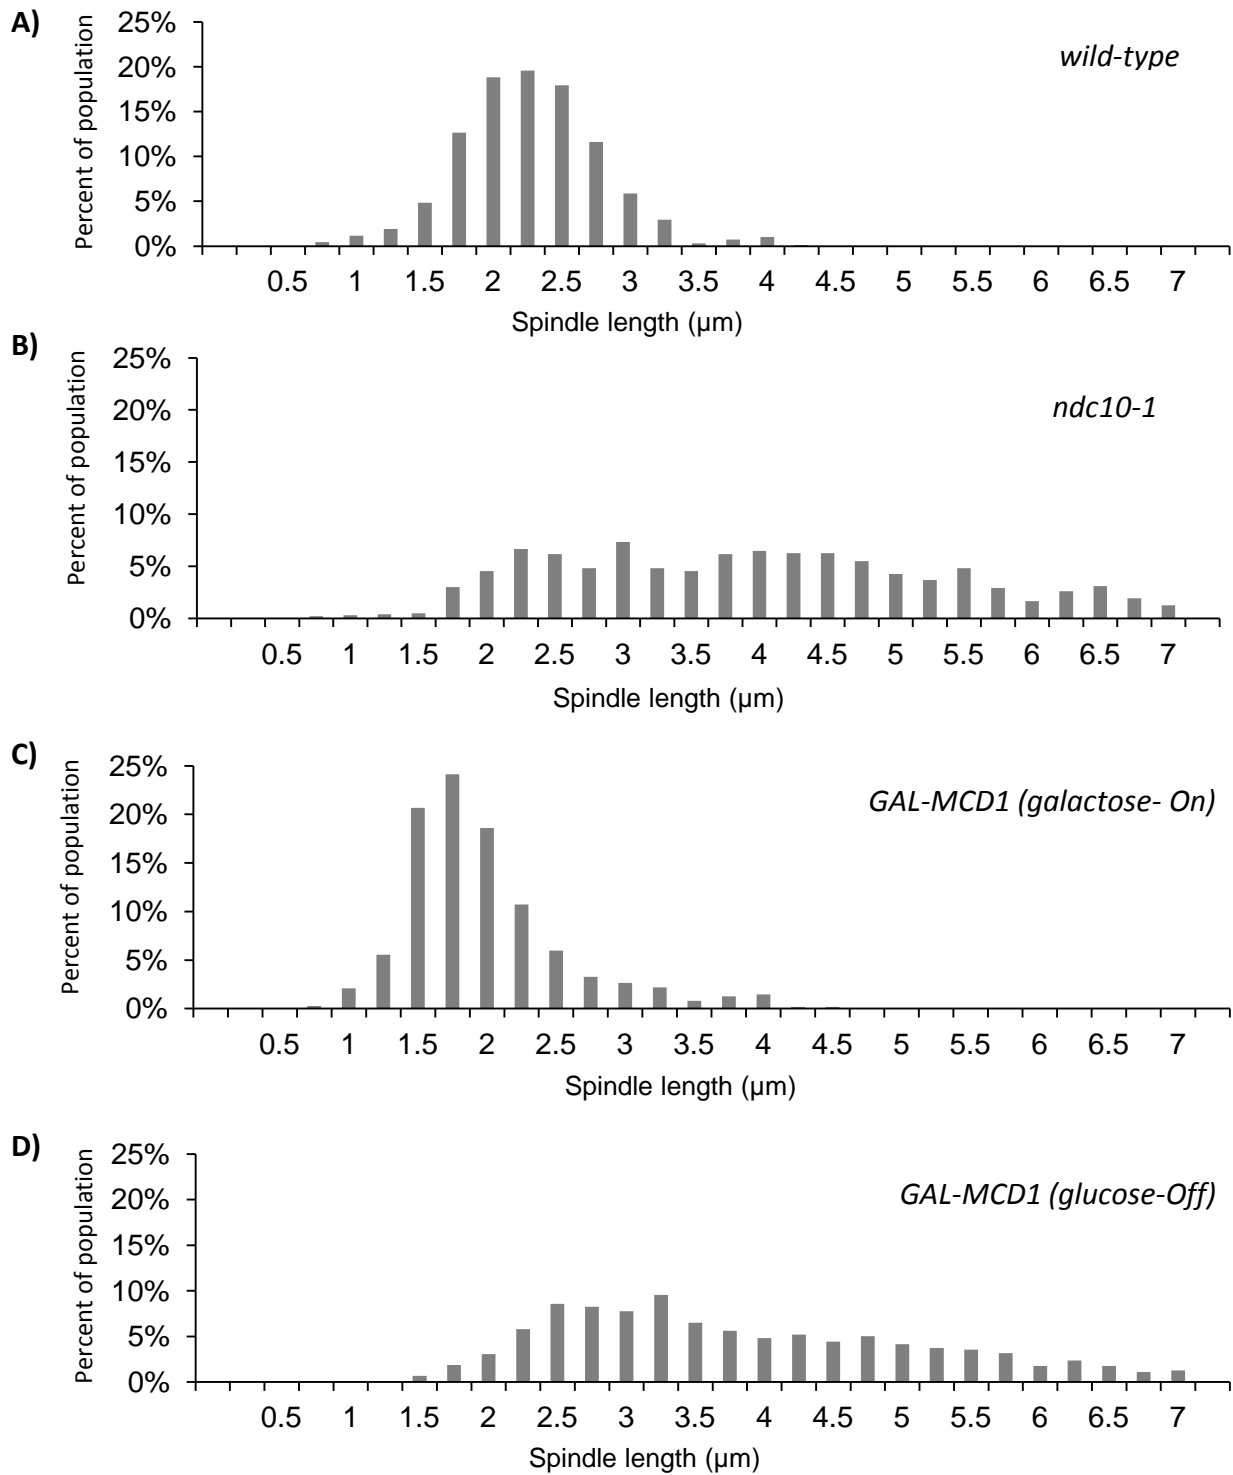 A)
Percent of population
25%
20%
15%
10%
5%
0%
wild-type
0.5 1 1.5 2 2.5 3 3.5 4 4.5 5 5.5 6 6.5 7
Spindle length (µm)
B)
Percent of population
25%
20%
15%
10%
5%
0%
ndc10-1
0.5 1 1.5 2 2.5 3 3.5 4 4.5 5 5.5 6 6.5 7
Spindle length (µm)
C)
Percent of population
25%
20%
15%
10%
5%
0%
GAL-MCD1 (galactose- On)
0.5 1 1.5 2 2.5 3 3.5 4 4.5 5 5.5 6 6.5 7
Spindle length (µm)
D)
Percent of population
25%
20%
15%
10%
5%
0%
GAL-MCD1 (glucose-Off)
0.5 1 1.5 2 2.5 3 3.5 4 4.5 5 5.5 6 6.5 7
Spindle length (µm)